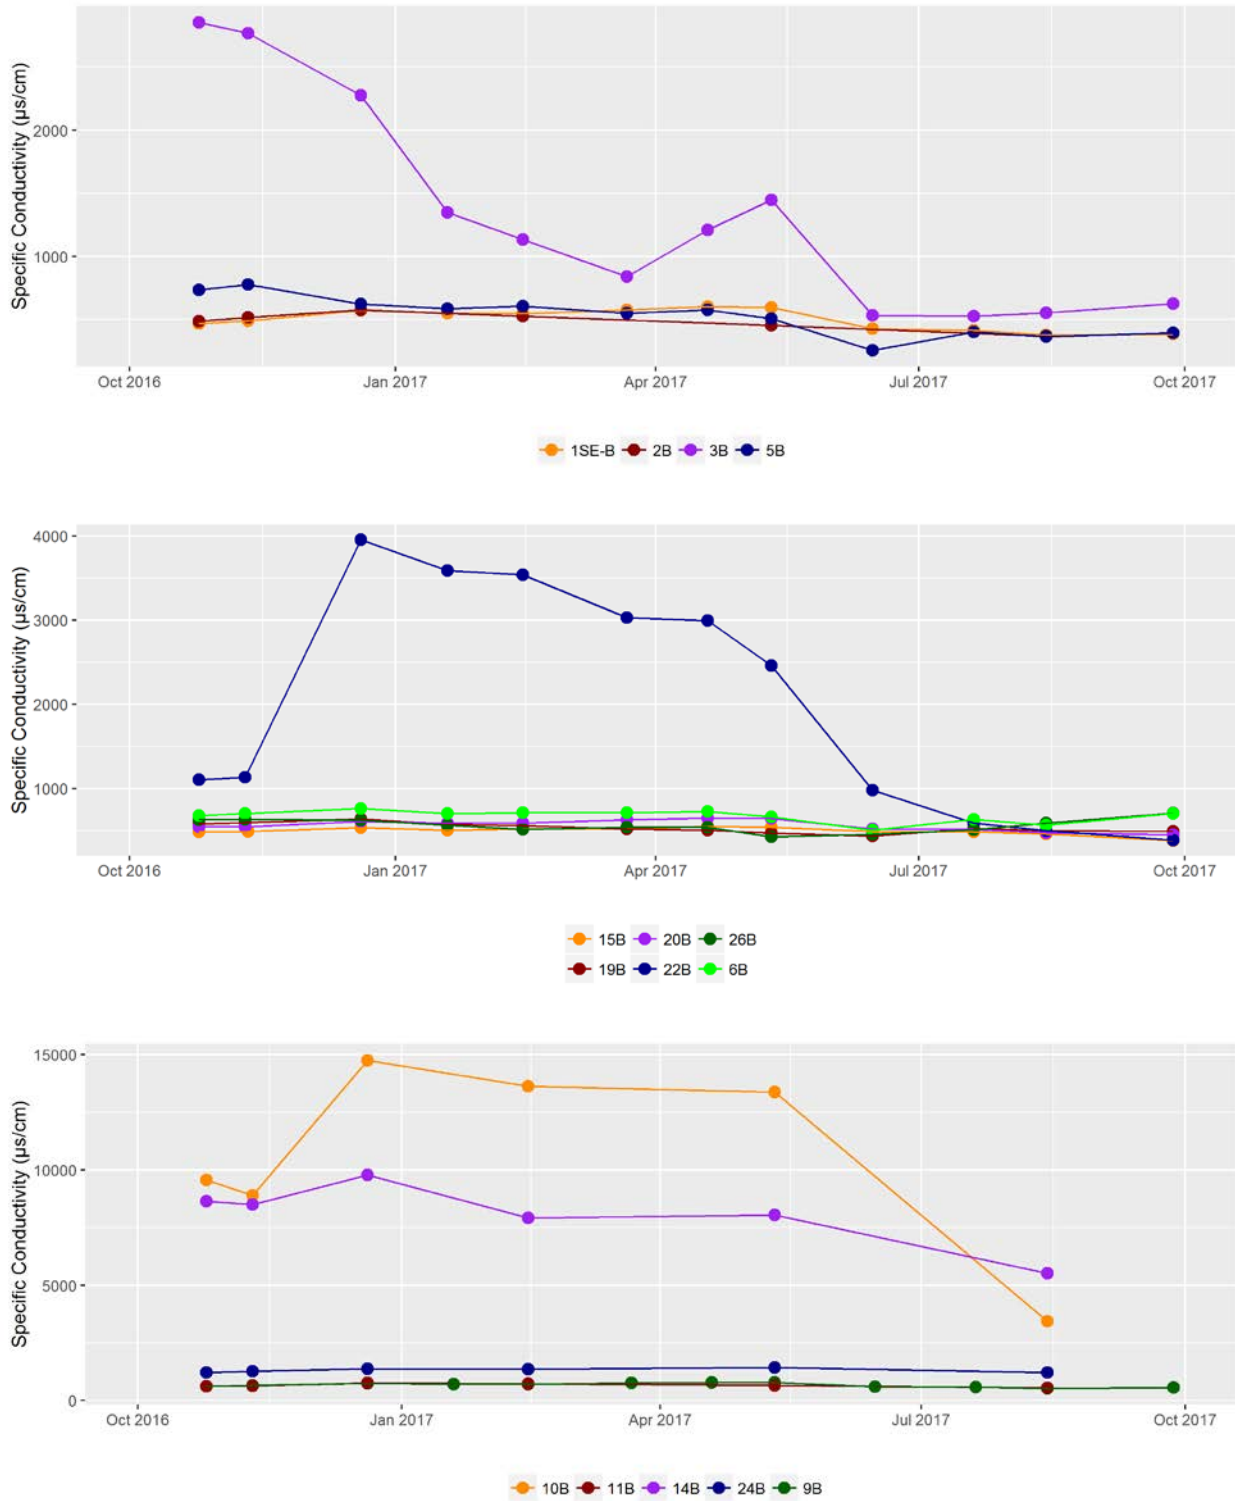 Specific Conductivity (µs/cm)
2000
1000
Oct 2016 Jan 2017 Apr 2017 Jul 2017 Oct 2017
1SE-B 2B 3B 5B
Specific Conductivity (µs/cm)
4000
3000
2000
1000
Oct 2016 Jan 2017 Apr 2017 Jul 2017 Oct 2017
15B 20B 26B
19B 22B 6B
Specific Conductivity (µs/cm)
15000
10000
5000
0
Oct 2016 Jan 2017 Apr 2017 Jul 2017 Oct 2017
10B 11B 14B 24B 9B